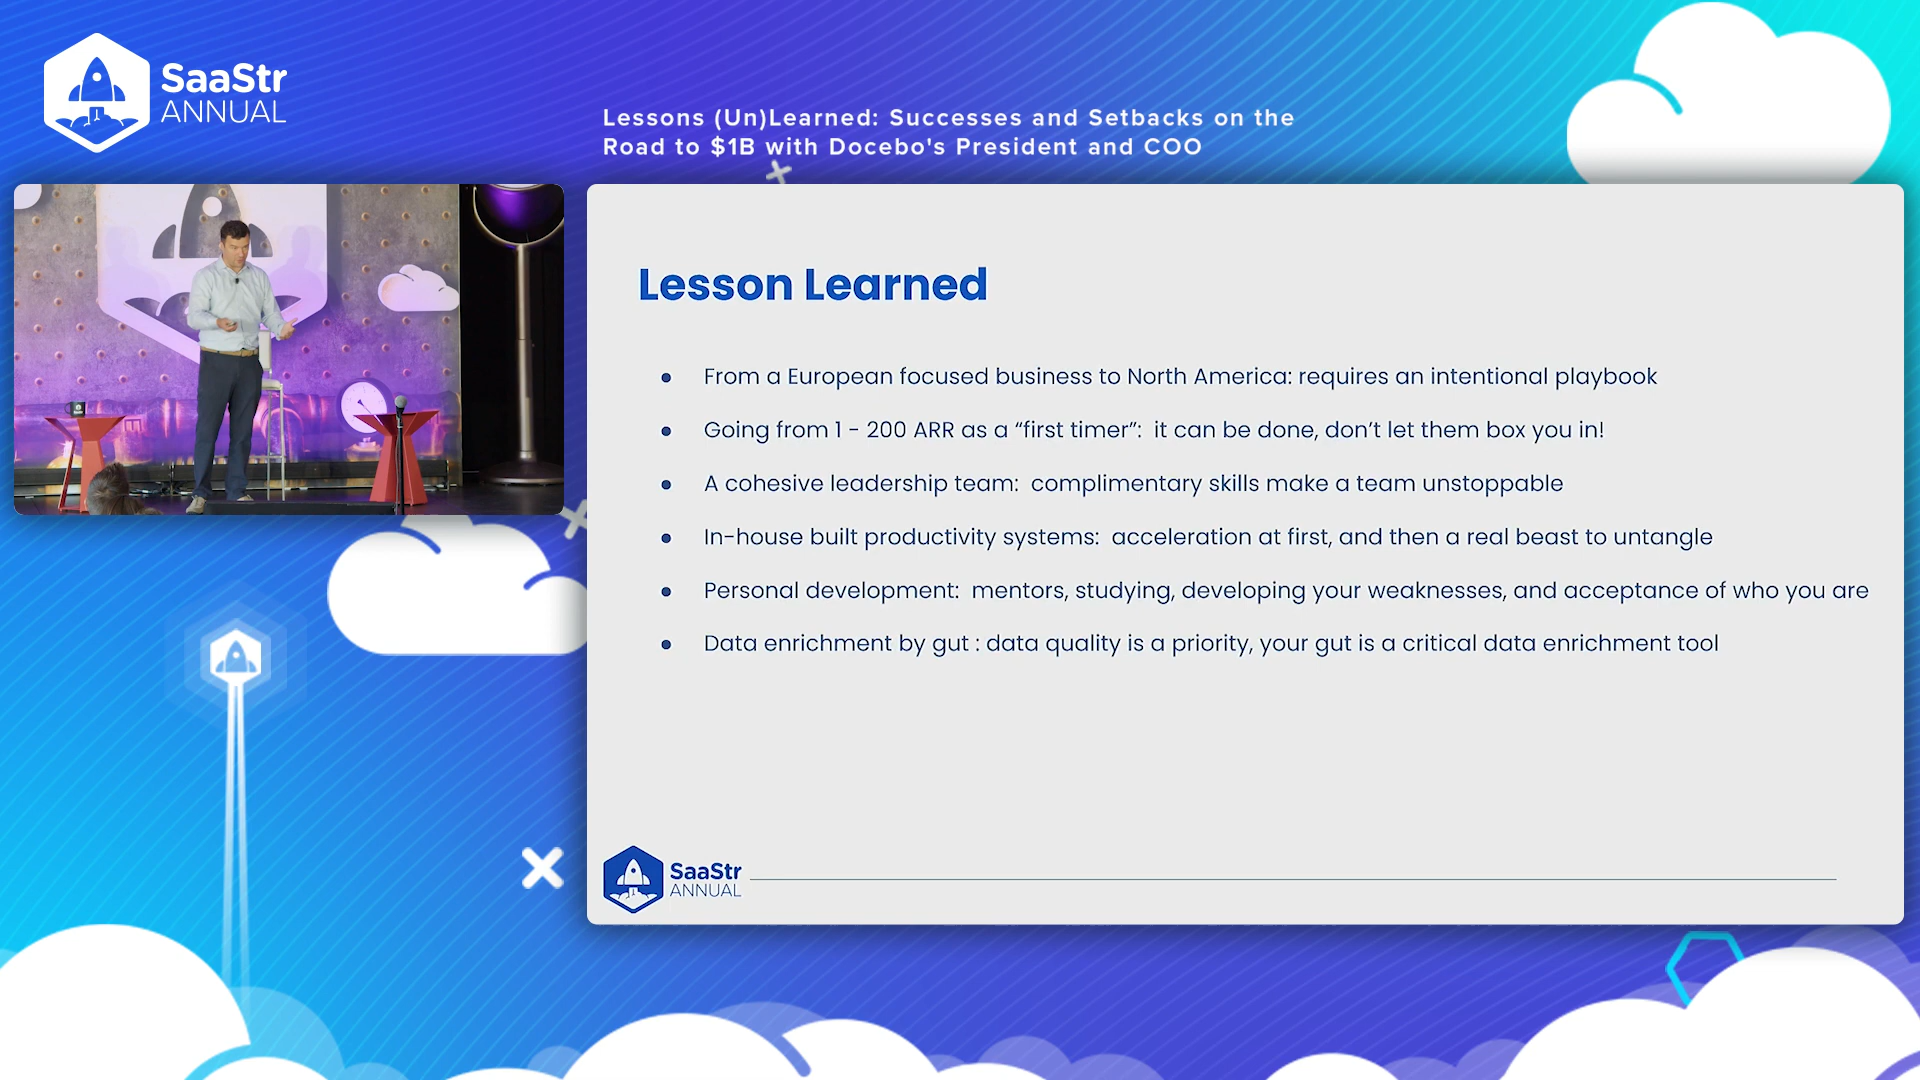 SaaStr
ANNUAL
Lessons (Un)Learned: Successes and Setbacks on the
Road to $1B with Docebo's President and COO
Lesson Learned
• From a European focused business to North America: requires an intentional playbook
• Going from 1 - 200 ARR as a “first timer”:  it can be done, don’t let them box you in!
• A cohesive leadership team:  complimentary skills make a team unstoppable
• In-house built productivity systems:  acceleration at first, and then a real beast to untangle
• Personal development:  mentors, studying, developing your weaknesses, and acceptance of who you are
• Data enrichment by gut : data quality is a priority, your gut is a critical data enrichment tool
SaaStr
ANNUAL